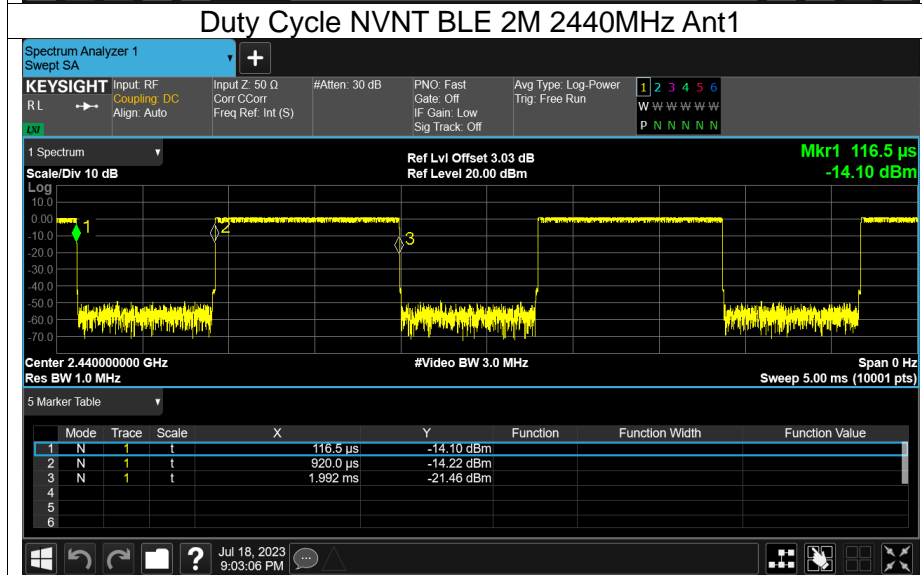 Duty Cycle NVNT BLE 2M 2440MHz Ant1
Spectrum Analyzer 1
Swept SA
+
KEYSIGHT Input: RF Input Z: 50 Ω #Atten: 30 dB PNO: Fast Avg Type: Log-Power 1 2 3 4 5 6
RL Coupling: DC Corr CCorr Gate: Off Trig: Free Run W W W W W W
Align: Auto Freq Ref: Int (S) IF Gain: Low
LXI Sig Track: Off P N N N N N
1 Spectrum Ref Lvl Offset 3.03 dB Mkr1 116.5 µs
Scale/Div 10 dB Ref Level 20.00 dBm -14.10 dBm
Log
10.0
0.00 1 2
-10.0 3
-20.0
-30.0
-40.0
-50.0
-60.0
-70.0
Center 2.440000000 GHz #Video BW 3.0 MHz Span 0 Hz
Res BW 1.0 MHz Sweep 5.00 ms (10001 pts)
5 Marker Table
Mode Trace Scale X Y Function Function Width Function Value
1 N 1 t 116.5 µs -14.10 dBm
2 N 1 t 920.0 µs -14.22 dBm
3 N 1 t 1.992 ms -21.46 dBm
4
5
6
? Jul 18, 2023
9:03:06 PM